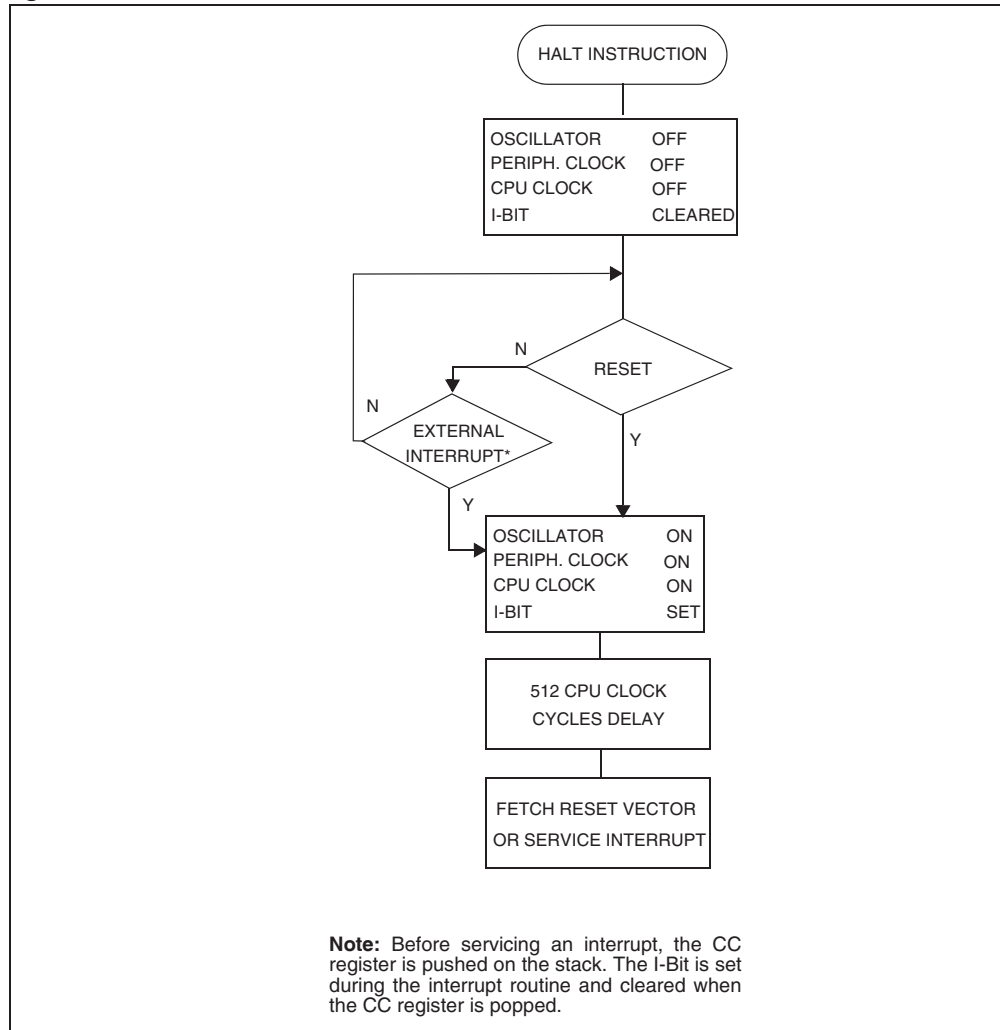 HALT INSTRUCTION
OSCILLATOR OFF
PERIPH. CLOCK OFF
CPU CLOCK OFF
I-BIT CLEARED
N
RESET
N
EXTERNAL
INTERRUPT*
Y
Y
OSCILLATOR ON
PERIPH. CLOCK ON
CPU CLOCK ON
I-BIT SET
512 CPU CLOCK
CYCLES DELAY
FETCH RESET VECTOR
OR SERVICE INTERRUPT
Note: Before servicing an interrupt, the CC
register is pushed on the stack. The I-Bit is set
during the interrupt routine and cleared when
the CC register is popped.